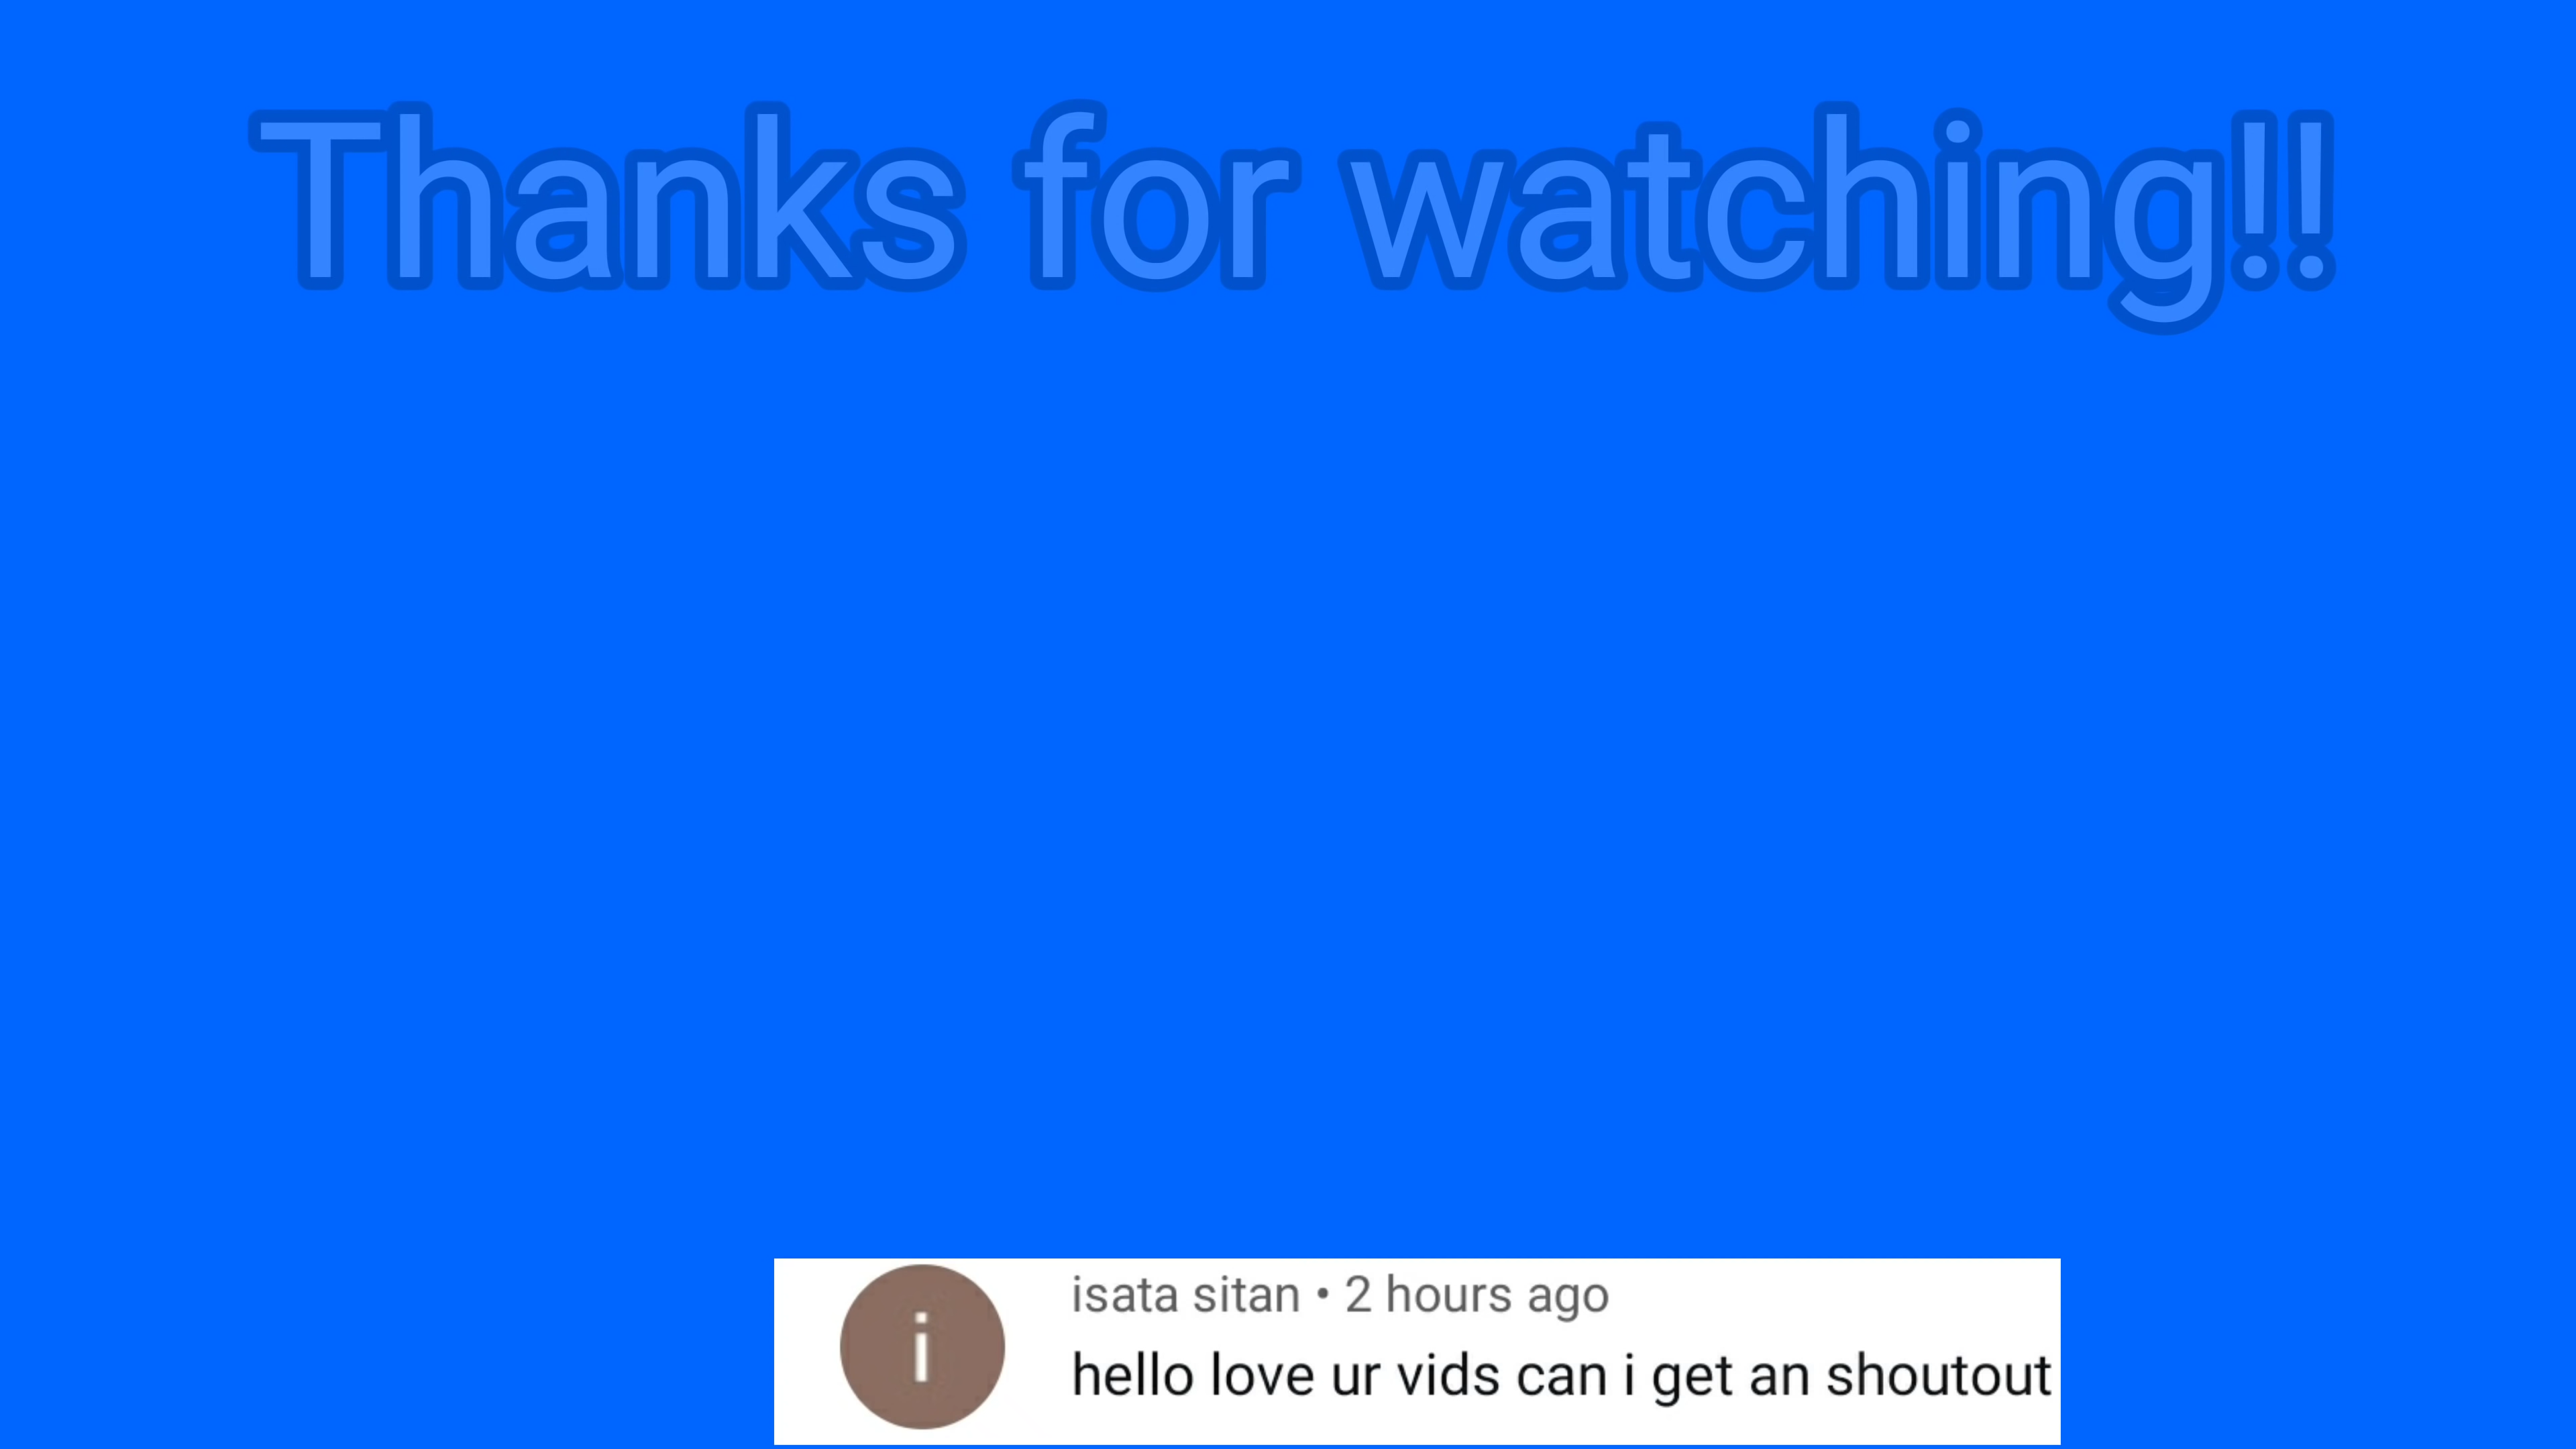 Thanks for watching!!
i
isata sitan • 2 hours ago
hello love ur vids can i get an shoutout